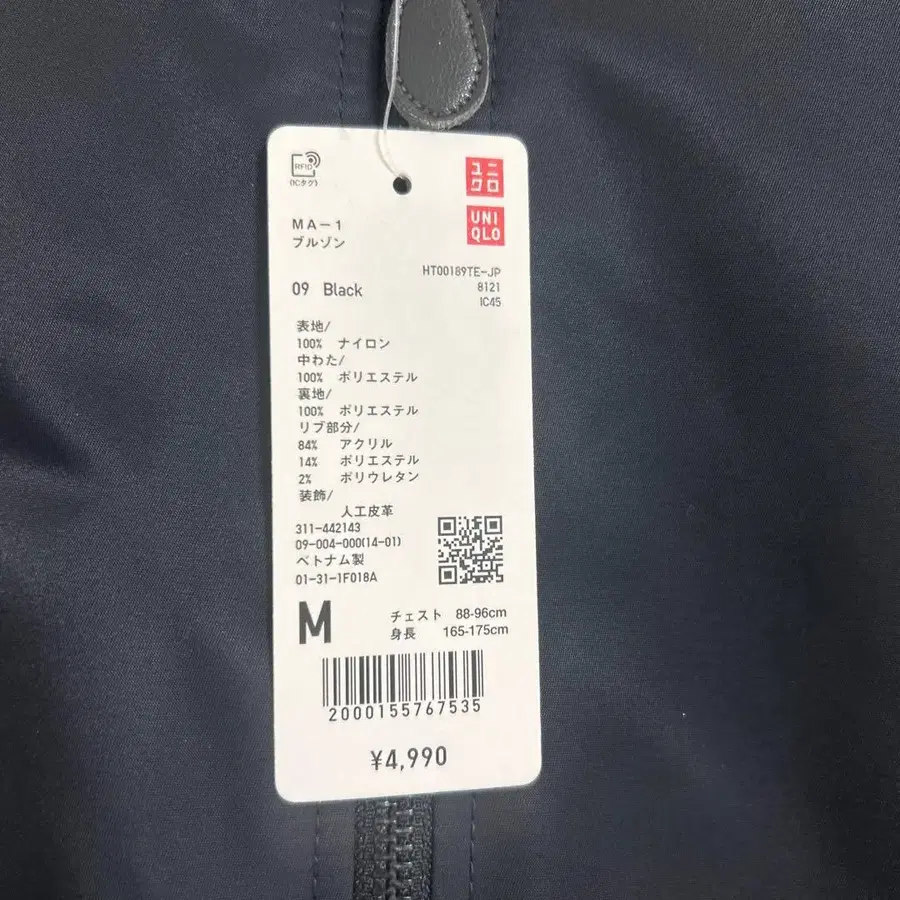 RFID
(ICタグ)
ユニ
クロ
UNI
QLO
MA-1
ブルゾン
HT00189TE-JP
09 Black
8121
IC45
表地/
100% ナイロン
中わた/
100% ポリエステル
裏地/
100% ポリエステル
リブ部分/
84% アクリル
14% ポリエステル
2% ポリウレタン
装飾/
人工皮革
311-442143
09-004-000(14-01)
ベトナム製
01-31-1F018A
M
チェスト 88-96cm
身長 165-175cm
2000155767535
¥4,990